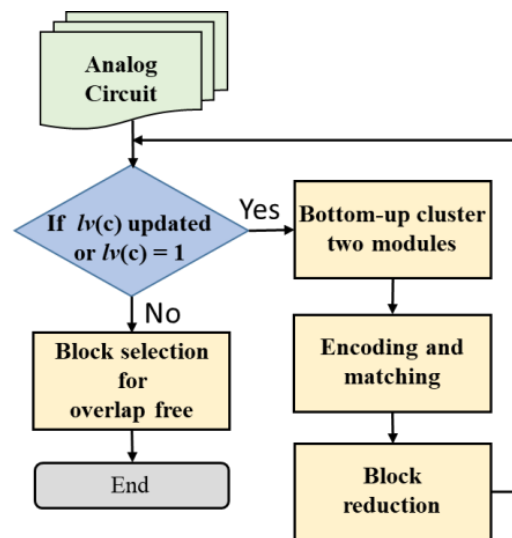 Analog
Circuit
If lv(c) updated
or lv(c) = 1
Yes
Bottom-up cluster
two modules
No
Block selection
for
overlap free
Encoding and
matching
End
Block
reduction